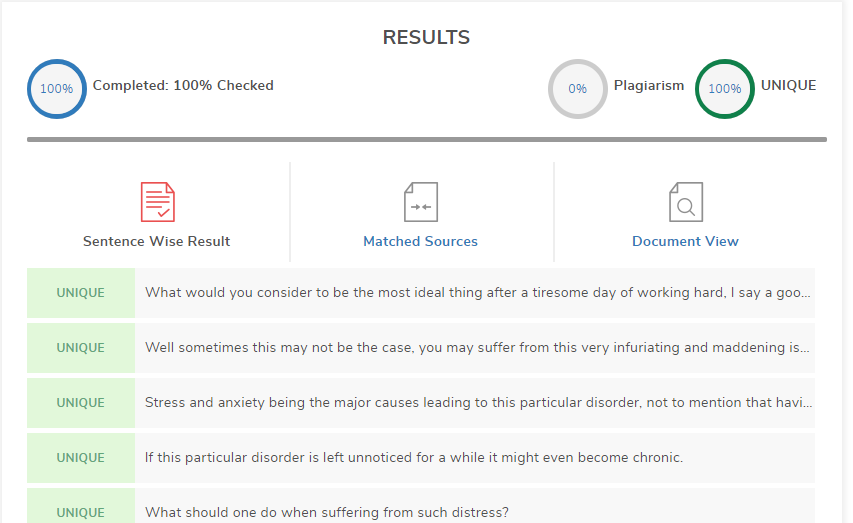 RESULTS
100% Completed: 100% Checked 0% Plagiarism 100% UNIQUE
Sentence Wise Result Matched Sources Document View
UNIQUE What would you consider to be the most ideal thing after a tiresome day of working hard, I say a goo...
UNIQUE Well sometimes this may not be the case, you may suffer from this very infuriating and maddening is...
UNIQUE Stress and anxiety being the major causes leading to this particular disorder, not to mention that havi...
UNIQUE If this particular disorder is left unnoticed for a while it might even become chronic.
UNIQUE What should one do when suffering from such distress?